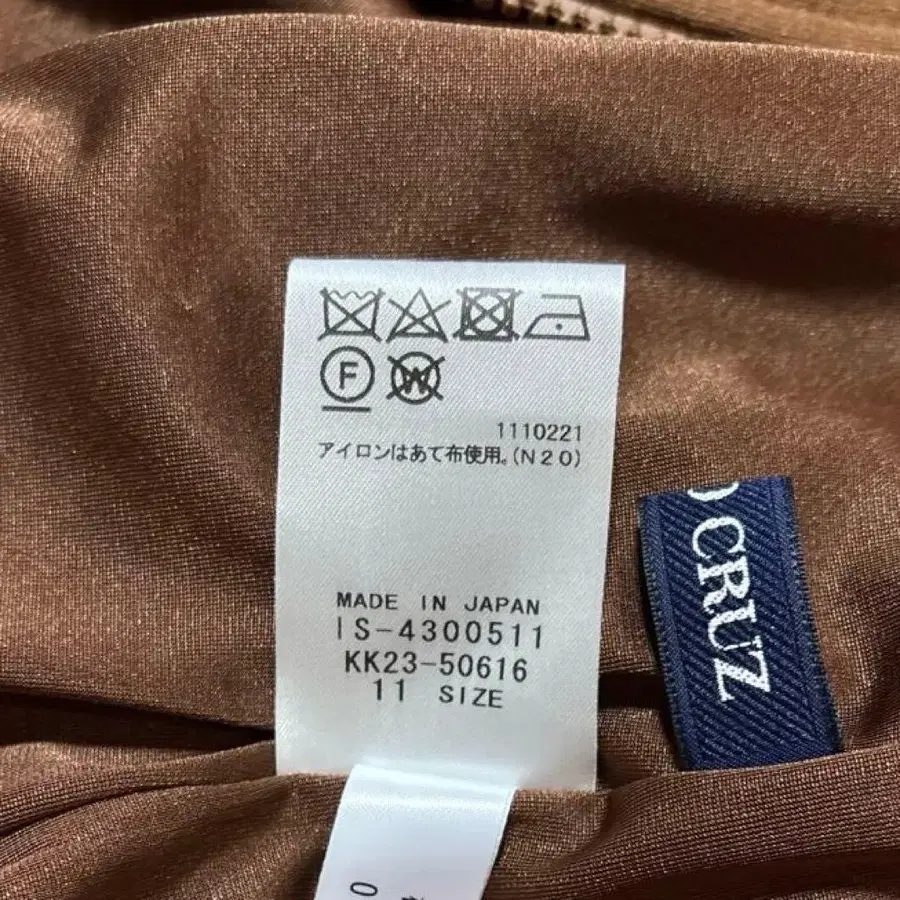 F
W
1110221
アイロンはあて布使用。(N20)
MADE IN JAPAN
IS-4300511
KK23-50616
11 SIZE
CRUZ